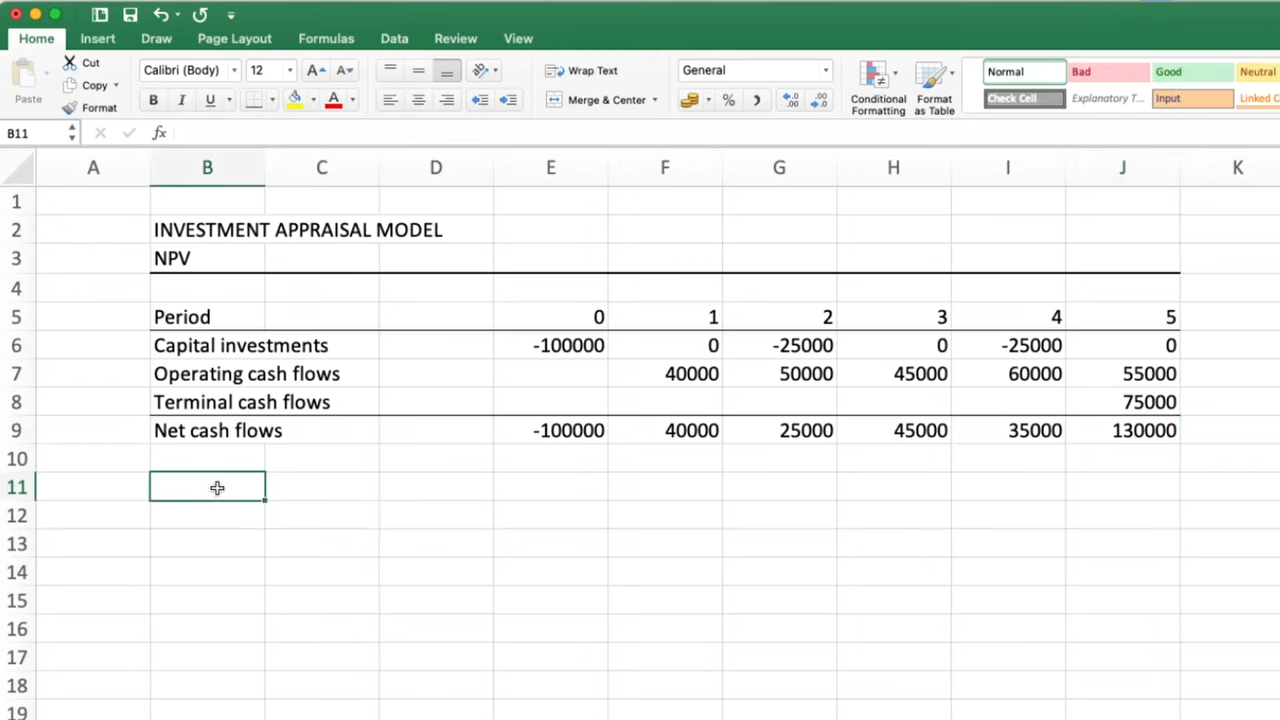 Home Insert Draw Page Layout Formulas Data Review View
Paste
Cut
Copy
Format
Calibri (Body) 12 A A
B I U A
Wrap Text
Merge & Center
General
%
Conditional Formatting
Format as Table
Normal Bad Good Neutral
Check Cell Explanatory T... Input Linked C
B11 fx
A B C D E F G H I J K
1
2 INVESTMENT APPRAISAL MODEL
3 NPV
4
5 Period 0 1 2 3 4 5
6 Capital investments -100000 0 -25000 0 -25000 0
7 Operating cash flows 40000 50000 45000 60000 55000
8 Terminal cash flows 75000
9 Net cash flows -100000 40000 25000 45000 35000 130000
10
11
12
13
14
15
16
17
18
19